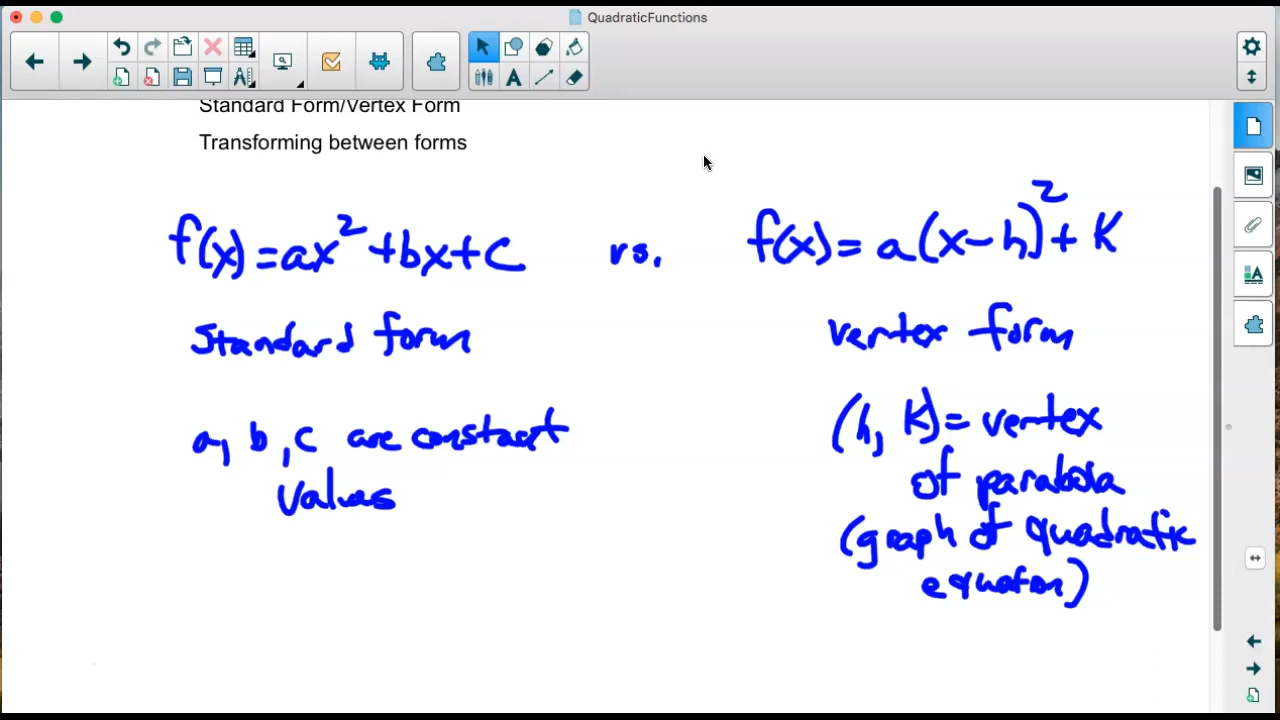 QuadraticFunctions
Standard Form/Vertex Form
Transforming between forms
f(x) = ax² + bx + c vs. f(x) = a(x - h)² + k
Standard form
vertex form
a, b, c are constant
values
(h, k) = vertex
of parabola
(graph of quadratic
equation)